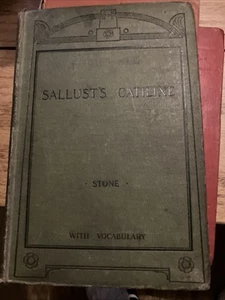 SALLUST'S CATILINE
· STONE ·
WITH VOCABULARY